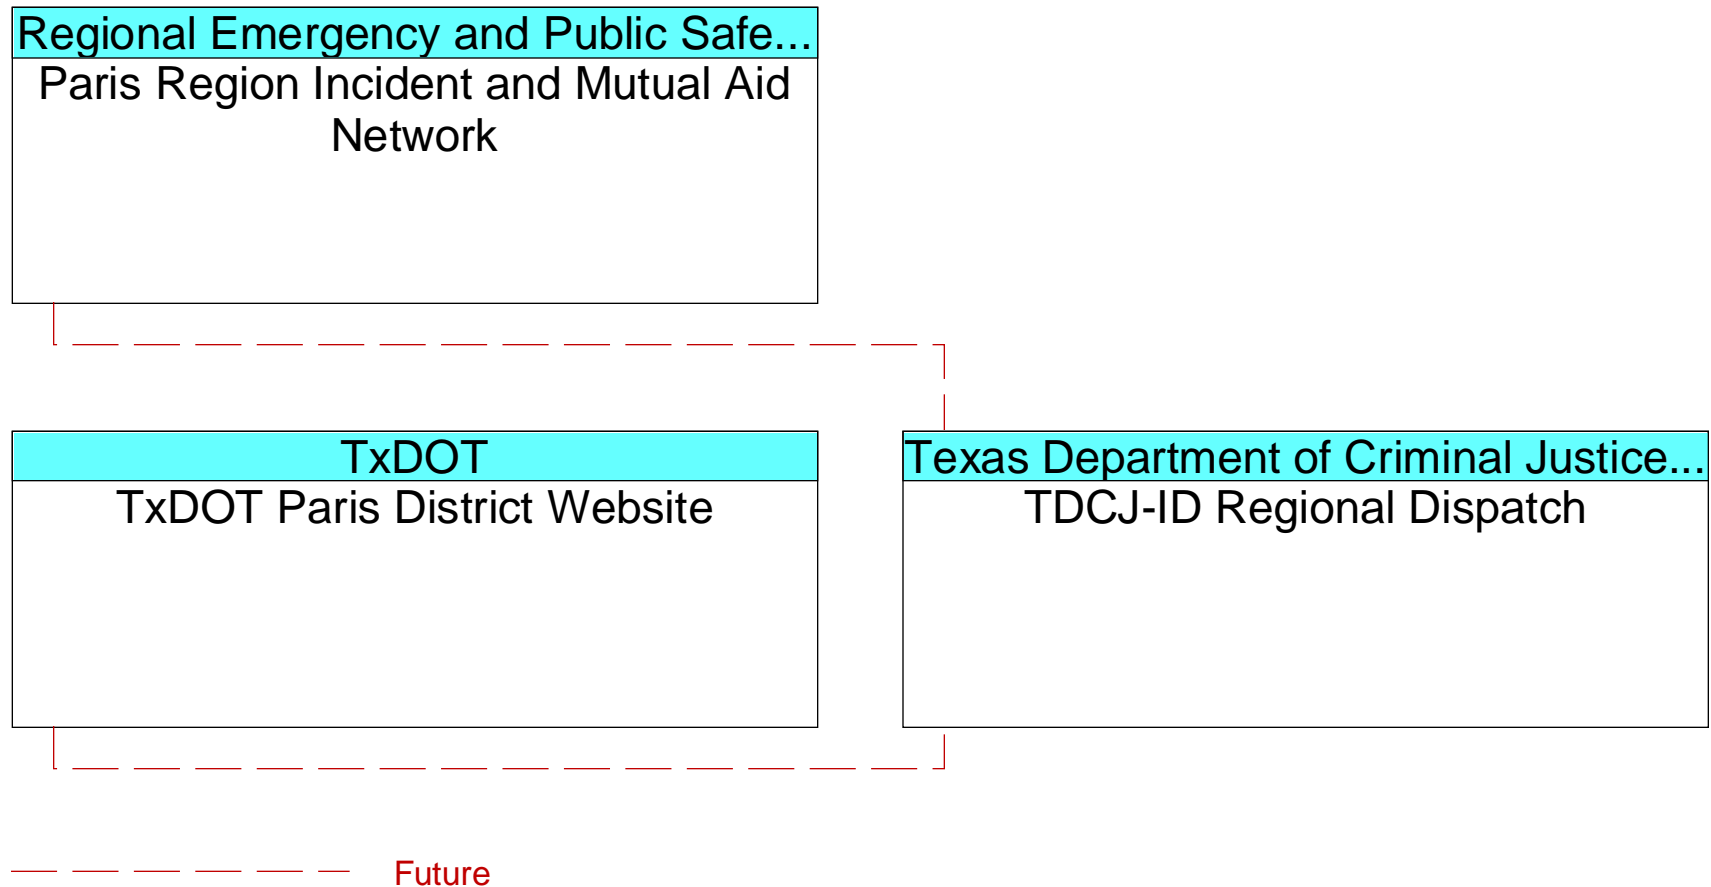 Regional Emergency and Public Safe...
Paris Region Incident and Mutual Aid
Network
TxDOT
TxDOT Paris District Website
Texas Department of Criminal Justice...
TDCJ-ID Regional Dispatch
Future